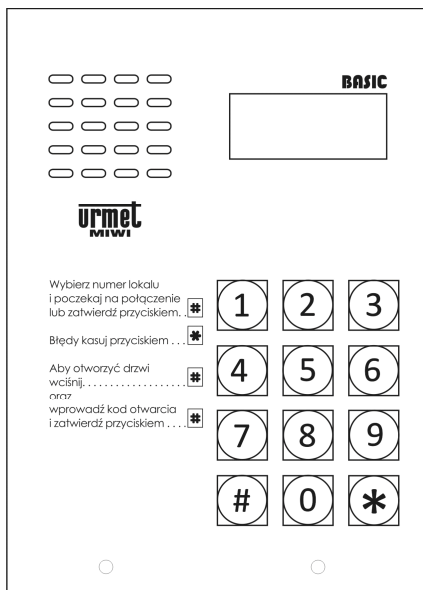 BASIC
urmet
MIWI
Wybierz numer lokalu
i poczekaj na połączenie
lub zatwierdź przyciskiem. . #
Błędy kasuj przyciskiem . . . *
Aby otworzyć drzwi
wciśnij. . . . . . . . . . . . . . . . . . . #
oraz
wprowadź kod otwarcia
i zatwierdź przyciskiem . . . . #
1 2 3
4 5 6
7 8 9
# 0 *